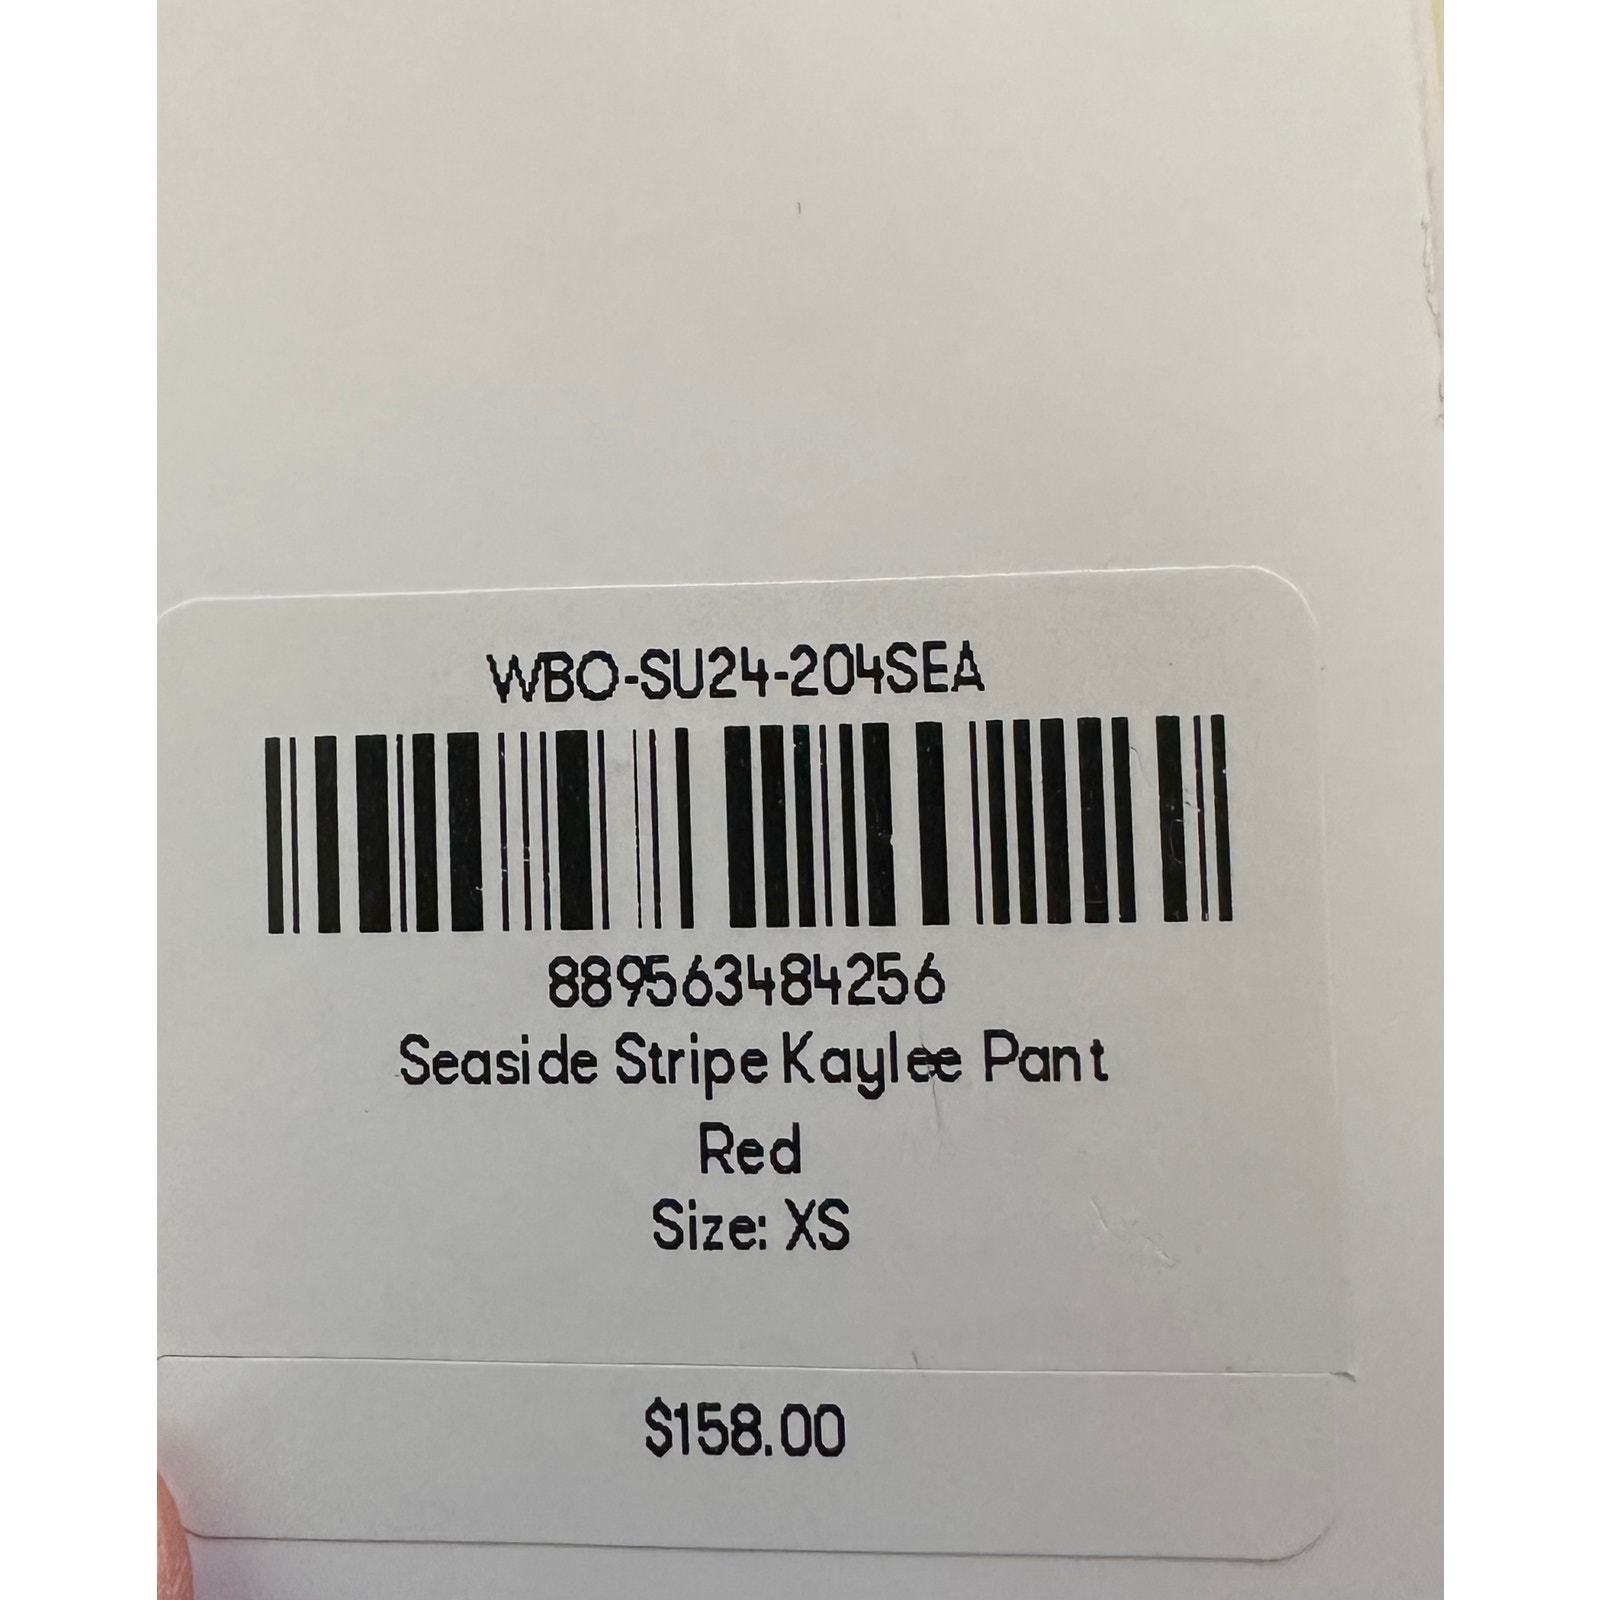 WBO-SU24-204SEA
889563484256
Seaside Stripe Kaylee Pant
Red
Size: XS
$158.00